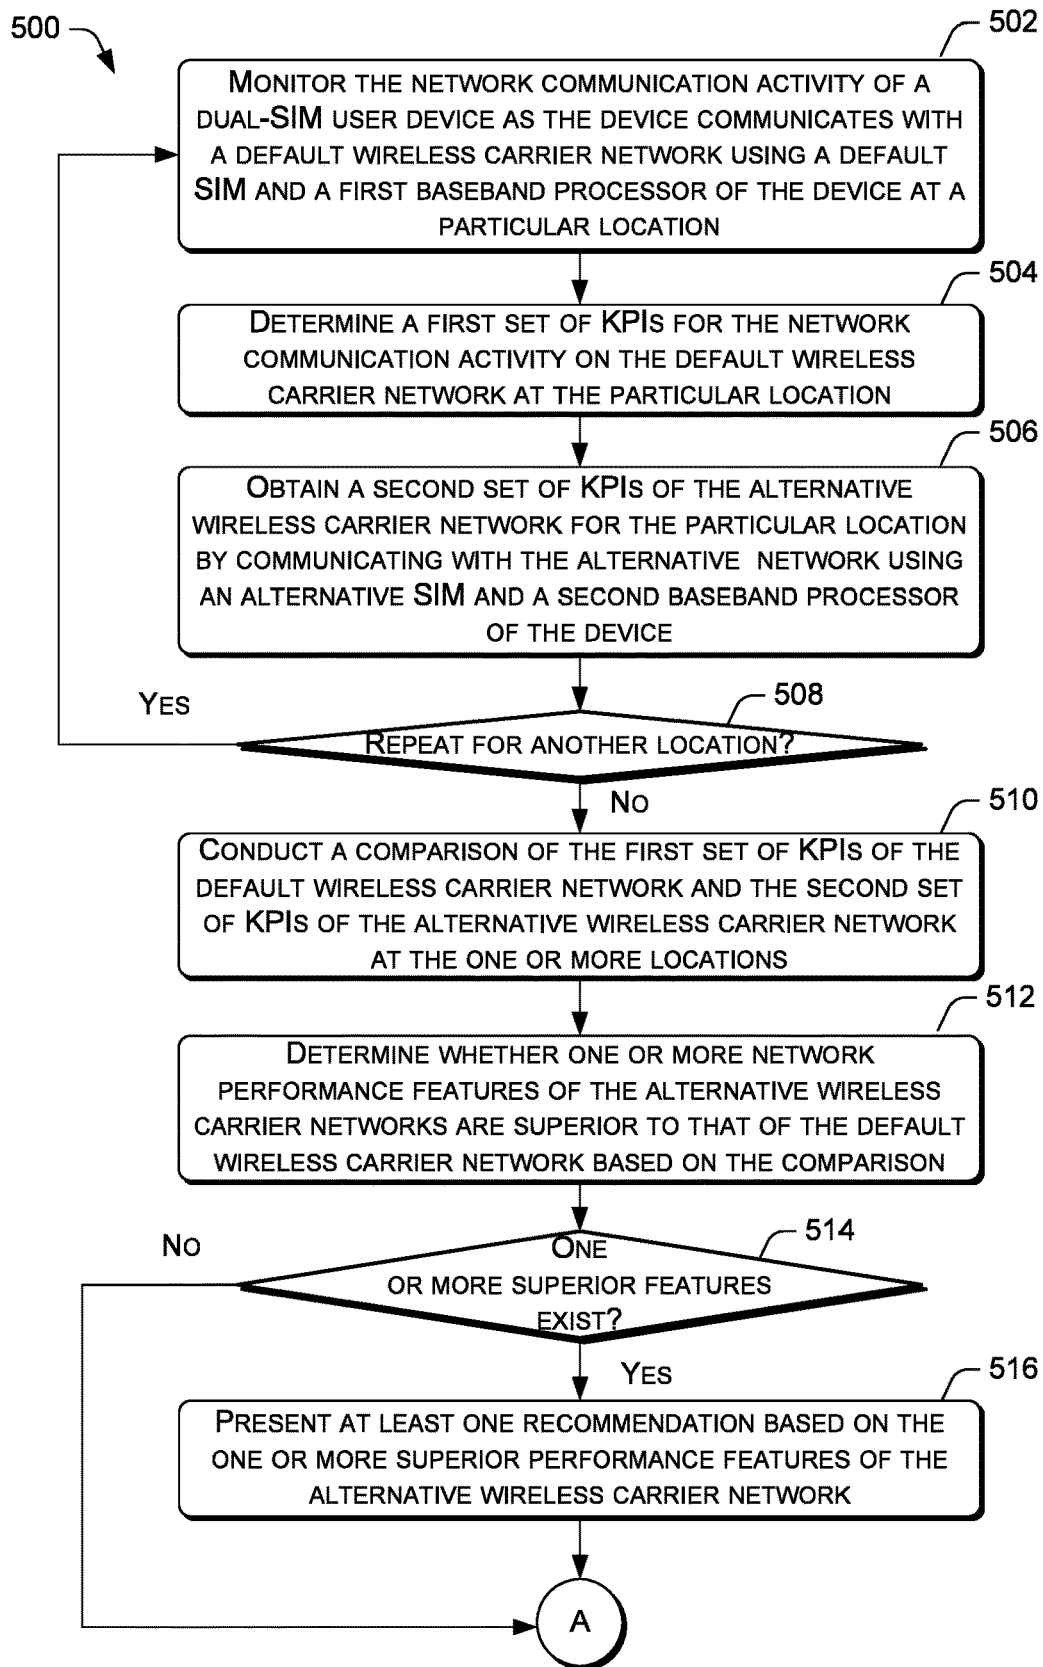 500
502
MONITOR THE NETWORK COMMUNICATION ACTIVITY OF A
DUAL-SIM USER DEVICE AS THE DEVICE COMMUNICATES WITH
A DEFAULT WIRELESS CARRIER NETWORK USING A DEFAULT
SIM AND A FIRST BASEBAND PROCESSOR OF THE DEVICE AT A
PARTICULAR LOCATION
504
DETERMINE A FIRST SET OF KPIS FOR THE NETWORK
COMMUNICATION ACTIVITY ON THE DEFAULT WIRELESS
CARRIER NETWORK AT THE PARTICULAR LOCATION
506
OBTAIN A SECOND SET OF KPIS OF THE ALTERNATIVE
WIRELESS CARRIER NETWORK FOR THE PARTICULAR LOCATION
BY COMMUNICATING WITH THE ALTERNATIVE NETWORK USING
AN ALTERNATIVE SIM AND A SECOND BASEBAND PROCESSOR
OF THE DEVICE
YES
508
REPEAT FOR ANOTHER LOCATION?
NO
510
CONDUCT A COMPARISON OF THE FIRST SET OF KPIS OF THE
DEFAULT WIRELESS CARRIER NETWORK AND THE SECOND SET
OF KPIS OF THE ALTERNATIVE WIRELESS CARRIER NETWORK
AT THE ONE OR MORE LOCATIONS
512
DETERMINE WHETHER ONE OR MORE NETWORK
PERFORMANCE FEATURES OF THE ALTERNATIVE WIRELESS
CARRIER NETWORKS ARE SUPERIOR TO THAT OF THE DEFAULT
WIRELESS CARRIER NETWORK BASED ON THE COMPARISON
NO
514
ONE
OR MORE SUPERIOR FEATURES
EXIST?
YES
516
PRESENT AT LEAST ONE RECOMMENDATION BASED ON THE
ONE OR MORE SUPERIOR PERFORMANCE FEATURES OF THE
ALTERNATIVE WIRELESS CARRIER NETWORK
A